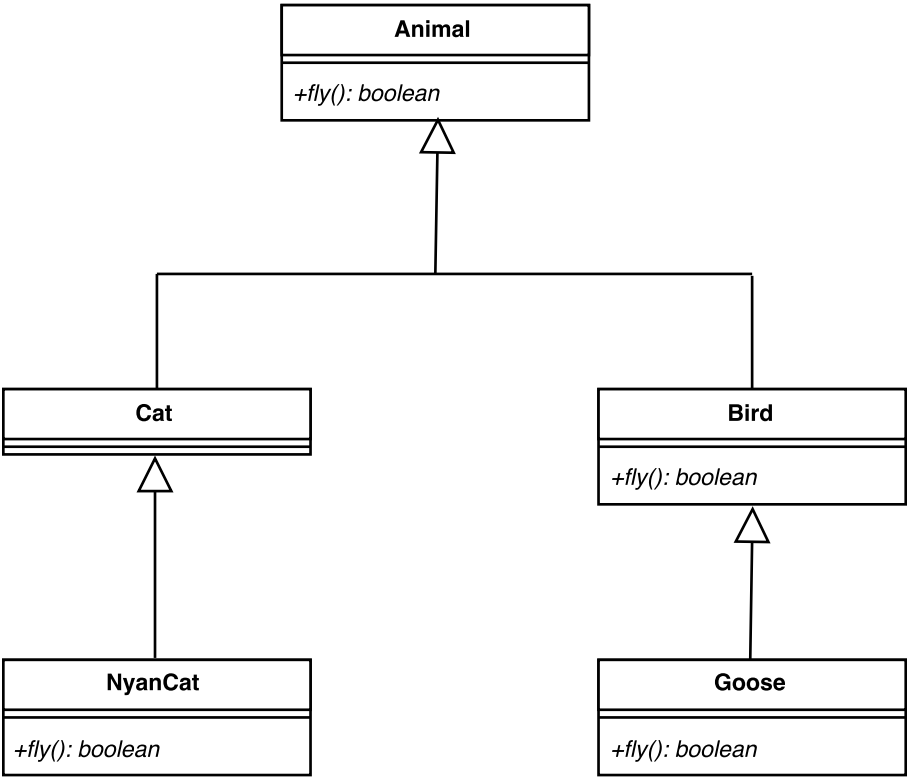 Animal
+fly(): boolean
Cat
Bird
+fly(): boolean
NyanCat
+fly(): boolean
Goose
+fly(): boolean